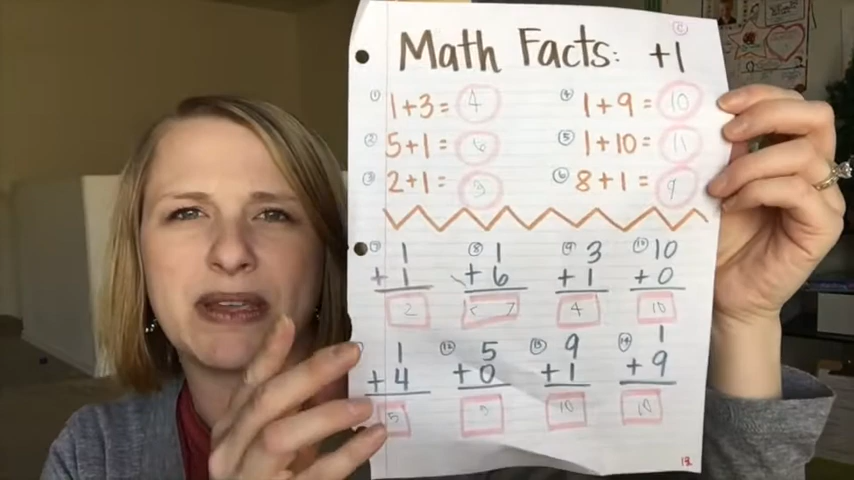 C
Math Facts: +1
① 1+3= 4 ④ 1+9= 10
② 5+1= 6 ⑤ 1+10= 11
③ 2+1= 3 ⑥ 8+1= 9
⑦ 1 ⑧ 1 ⑨ 3 ⑩ 10
+ 1 + 6 + 1 + 0
2 7 4 10
1 ⑫ 5 ⑬ 9 ⑭ 1
+ 4 + 0 + 1 + 9
5 5 10 10